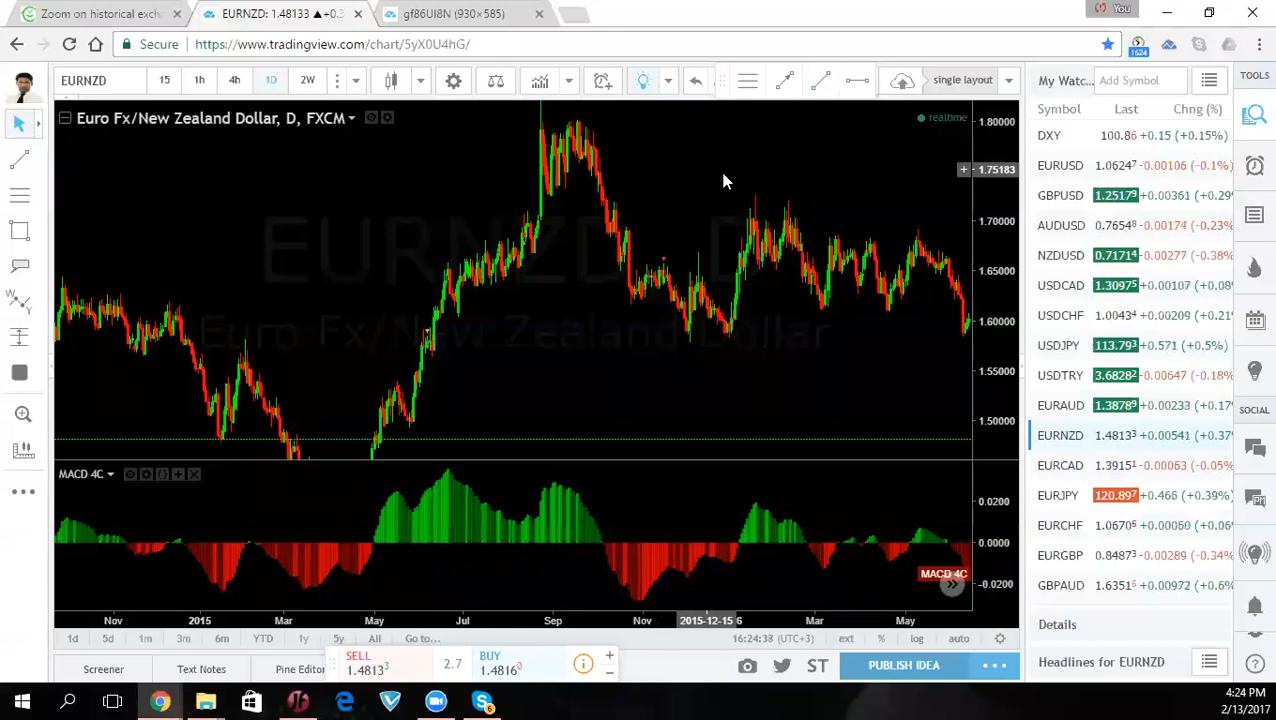 Zoom on historical exch
EURNZD: 1.48133 ▲+0.3
gf86UI8N (930×585)
You
Secure
https://www.tradingview.com/chart/5yX0U4hG/
1624
EURNZD
15
1h
4h
1D
2W
single layout
My Watc
Add Symbol
TOOLS
Symbol
Last
Chng (%)
Euro Fx/New Zealand Dollar, D, FXCM
realtime
EURNZD, D
Euro Fx/New Zealand Dollar
1.80000
1.75183
1.70000
1.65000
1.60000
1.55000
1.50000
DXY 100.86 +0.15 (+0.15%)
EURUSD 1.06247 -0.00106 (-0.1%)
GBPUSD 1.25179 +0.00361 (+0.29
AUDUSD 0.76548 -0.00174 (-0.23
NZDUSD 0.71714 -0.00277 (-0.38
USDCAD 1.30975 +0.00107 (+0.08
USDCHF 1.00434 +0.00209 (+0.21
USDJPY 113.793 +0.571 (+0.5%)
USDTRY 3.68282 -0.00647 (-0.18%
EURAUD 1.38789 +0.00233 (+0.17
EURNZD 1.48133 +0.00541 (+0.37
EURCAD 1.39151 -0.00063 (-0.05
EURJPY 120.897 +0.466 (+0.39%)
EURCHF 1.06706 +0.00060 (+0.06
EURGBP 0.84873 -0.00289 (-0.34
GBPAUD 1.63516 +0.00972 (+0.6%
SOCIAL
MACD 4C
0.0200
0.0000
-0.0200
MACD 4C
Nov
2015
Mar
May
Jul
Sep
Nov
2015-12-15
6
Mar
May
1d
5d
1m
3m
6m
YTD
1y
5y
All
Go to...
16:24:38 (UTC+3)
ext
%
log
auto
Details
Headlines for EURNZD
Screener
Text Notes
Pine Editor
SELL
1.48133
2.7
BUY
1.48160
ST
PUBLISH IDEA
4:24 PM
2/13/2017